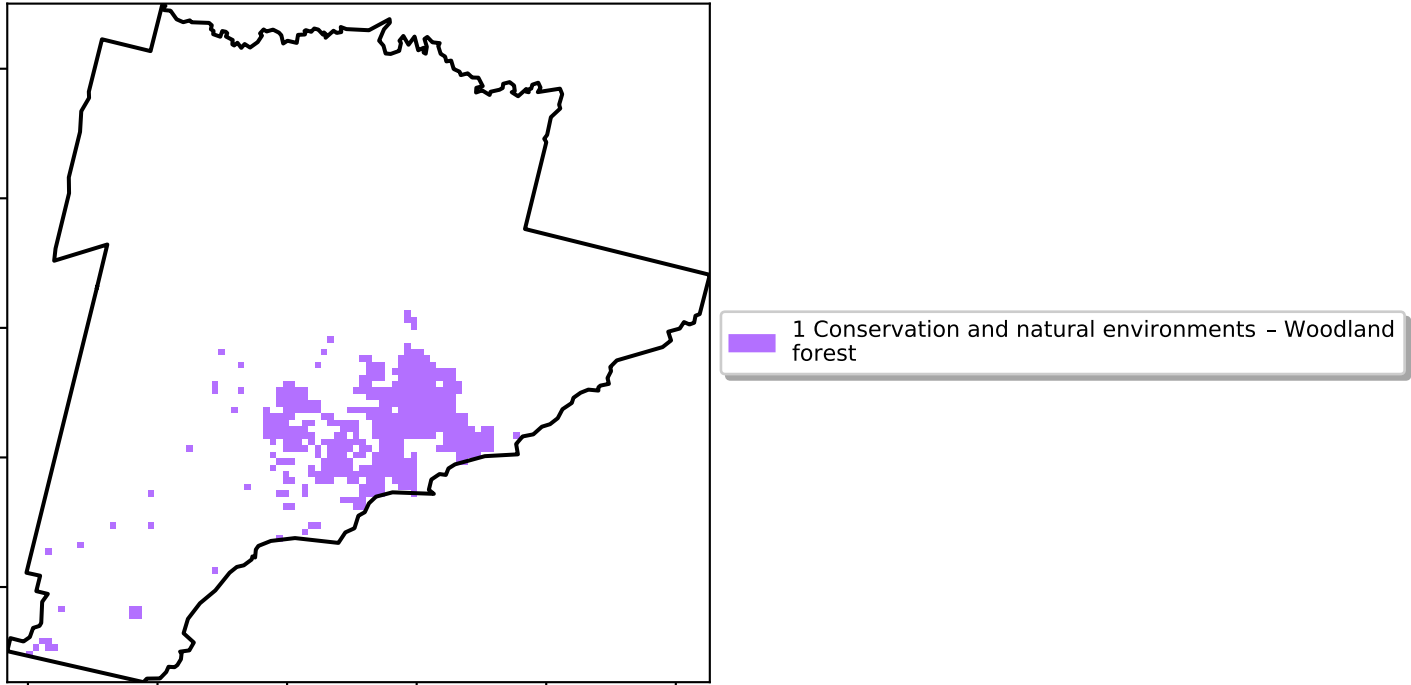 1 Conservation and natural environments – Woodland
forest